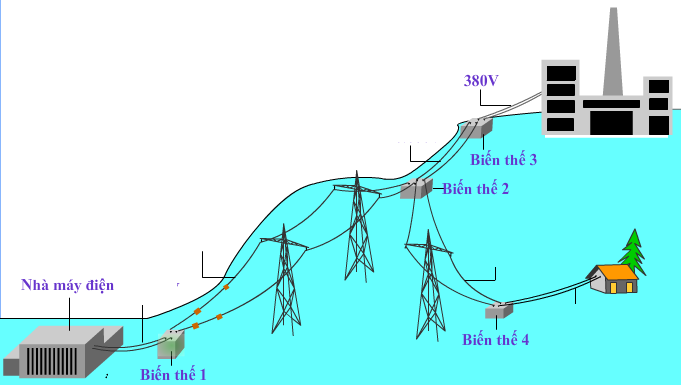 380V
Biến thế 3
Biến thế 2
Nhà máy điện
Biến thế 4
Biến thế 1